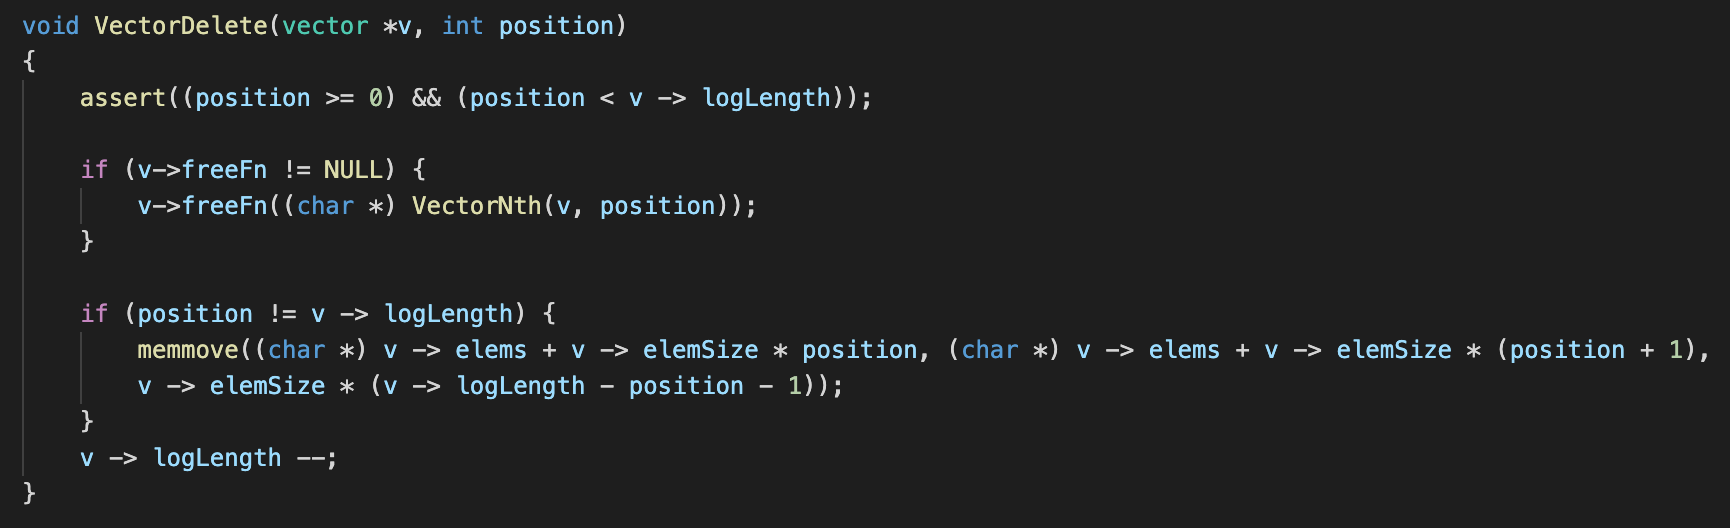 void VectorDelete(vector *v, int position)
{
    assert((position >= 0) && (position < v -> logLength));

    if (v->freeFn != NULL) {
        v->freeFn((char *) VectorNth(v, position));
    }

    if (position != v -> logLength) {
        memmove((char *) v -> elems + v -> elemSize * position, (char *) v -> elems + v -> elemSize * (position + 1),
        v -> elemSize * (v -> logLength - position - 1));
    }
    v -> logLength --;
}